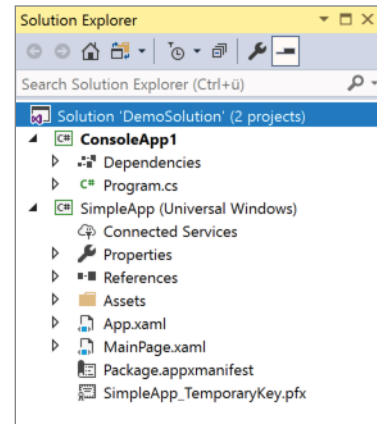 Solution Explorer
Search Solution Explorer (Ctrl+ü)
Solution 'DemoSolution' (2 projects)
C# ConsoleApp1
Dependencies
C# Program.cs
C# SimpleApp (Universal Windows)
Connected Services
Properties
References
Assets
App.xaml
MainPage.xaml
Package.appxmanifest
SimpleApp_TemporaryKey.pfx